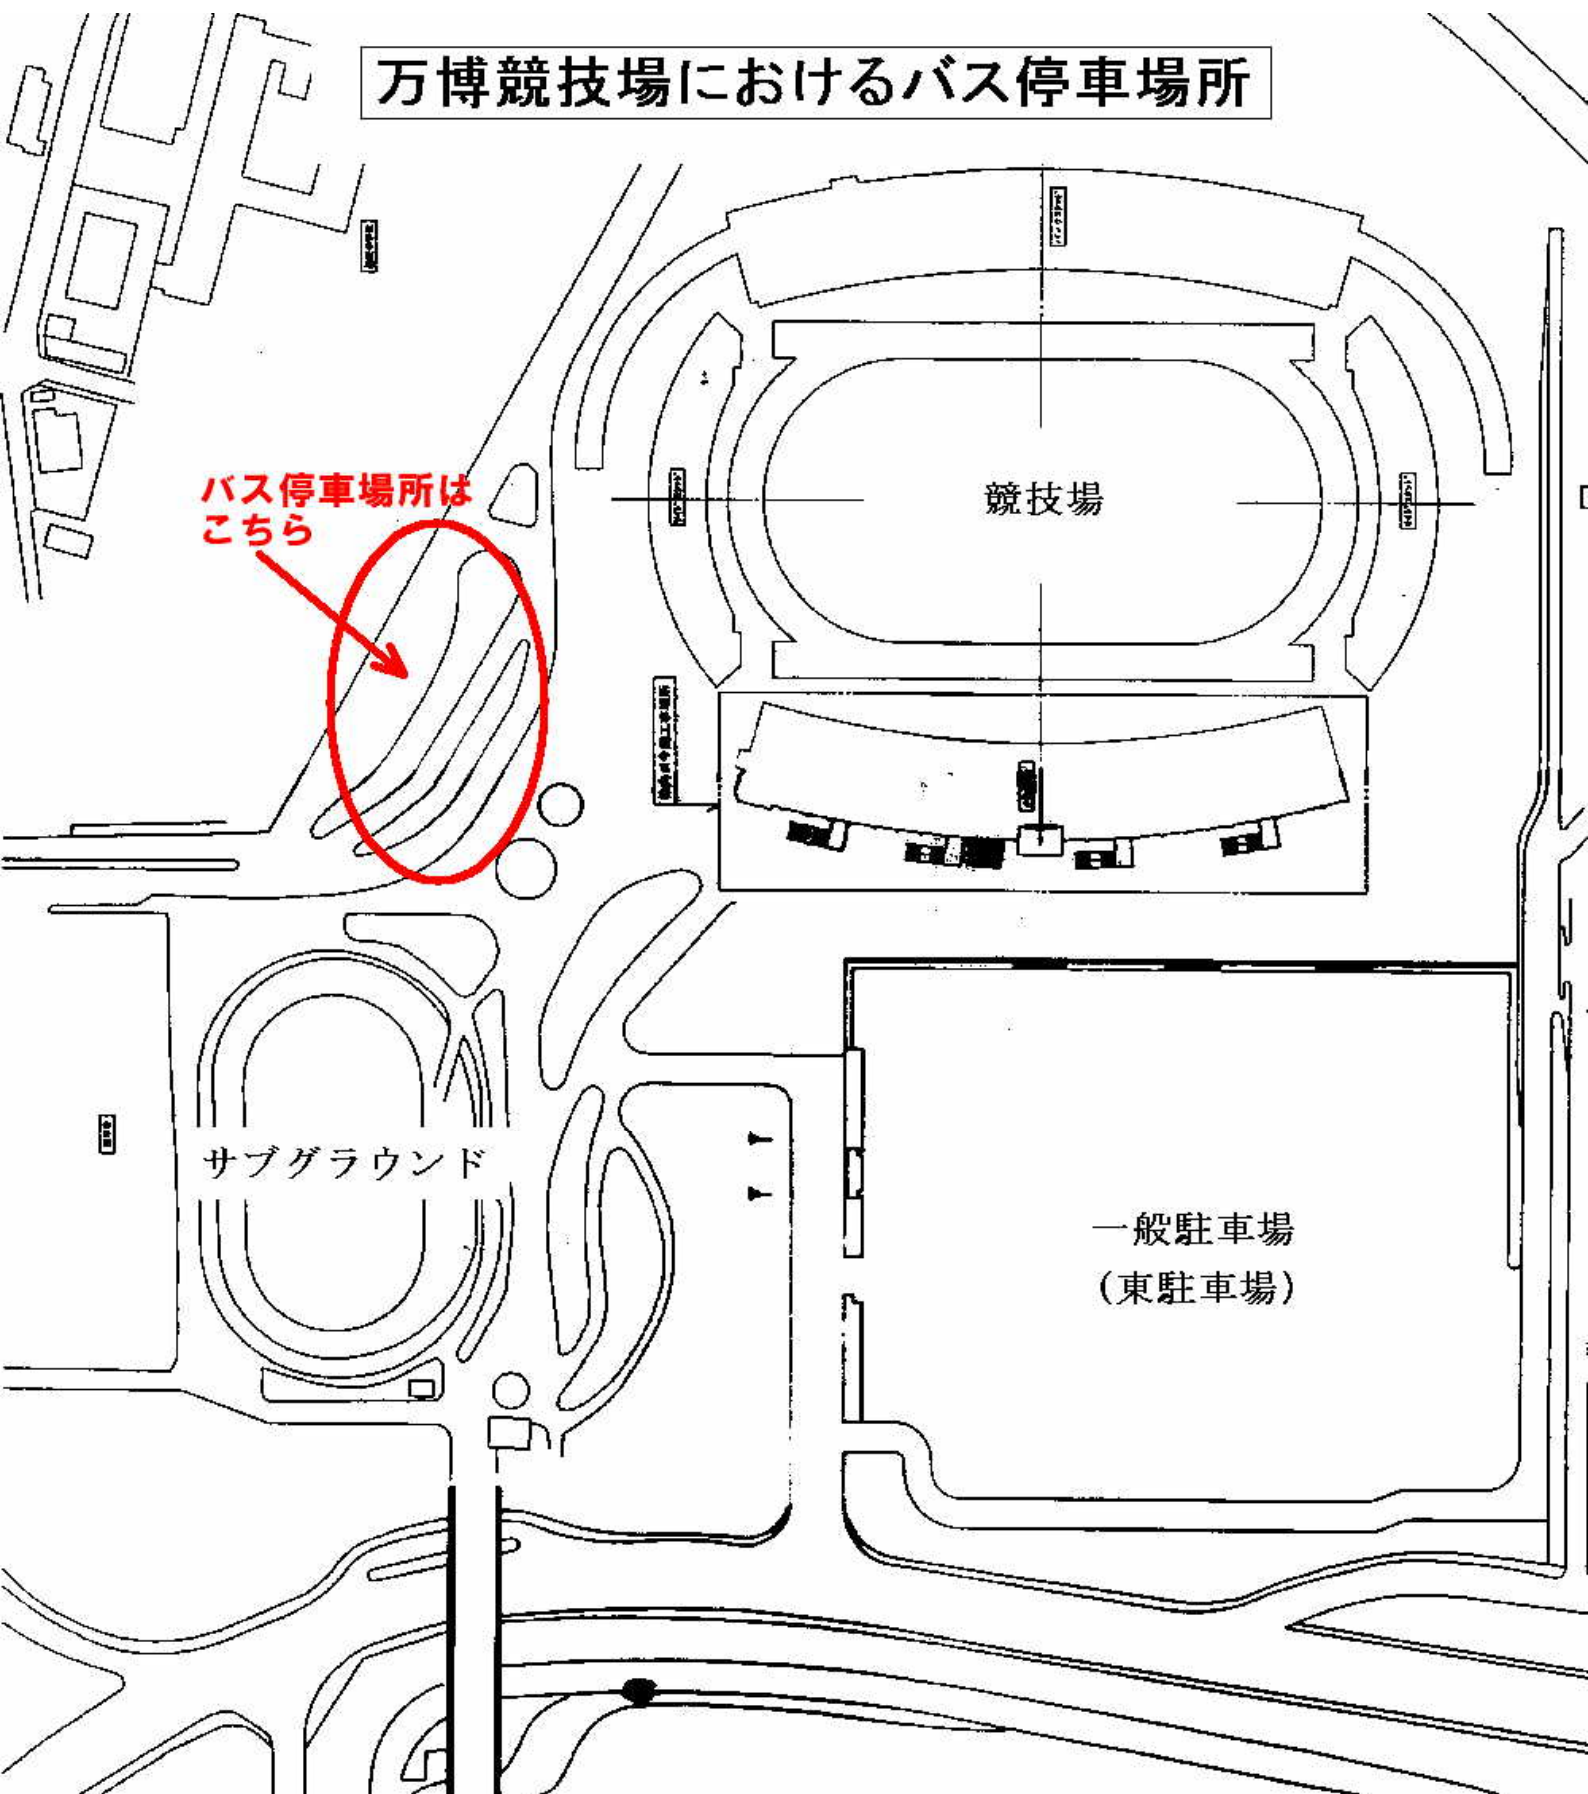 万博競技場におけるバス停車場所
バス停車場所は
こちら
競技場
サブグラウンド
一般駐車場
(東駐車場)